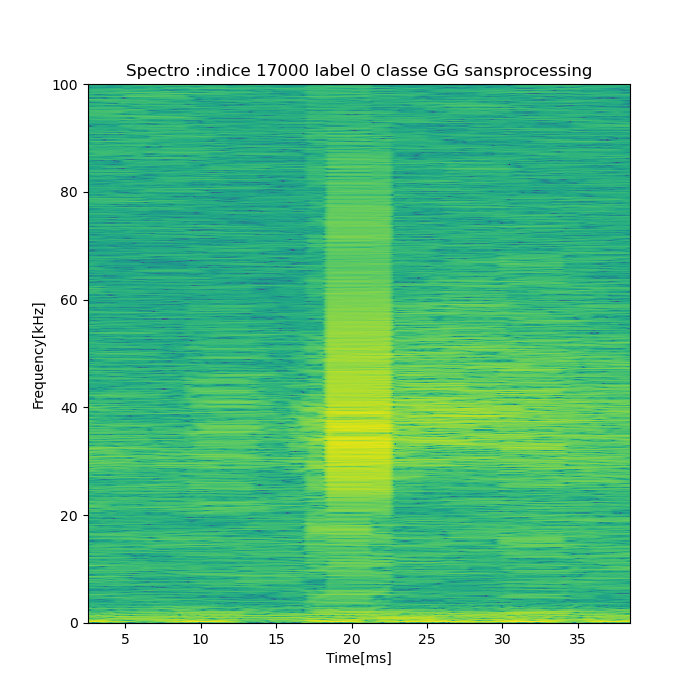 Spectro :indice 17000 label 0 classe GG sansprocessing
100
80
60
40
20
0
Frequency[kHz]
5 10 15 20 25 30 35
Time[ms]